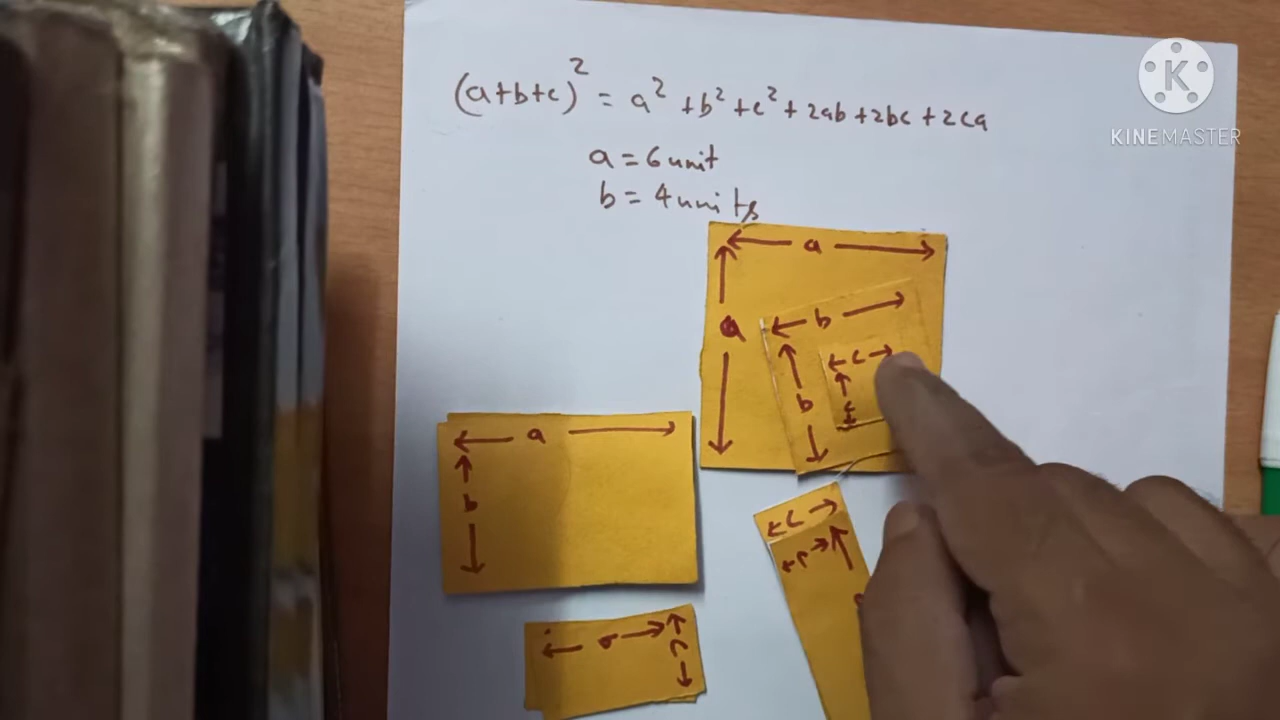 (a+b+c)² = a² + b² + c² + 2ab + 2bc + 2ca
a = 6 unit
b = 4 units
K
KINEMASTER
a
a
b
b
c
c
a
b
c
c
b
c